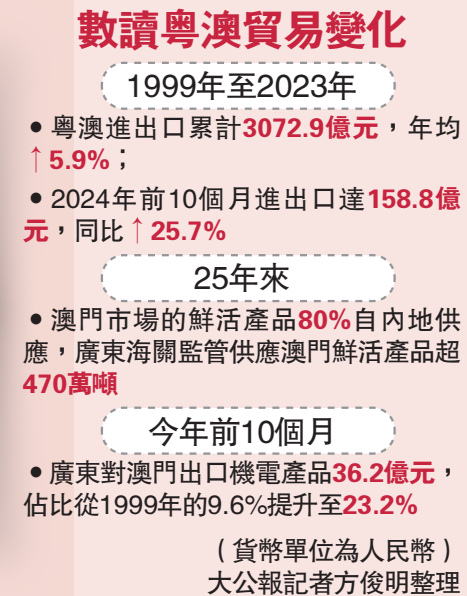 數讀粵澳貿易變化
1999年至2023年
●粵澳進出口累計3072.9億元，年均
↑5.9%；
●2024年前10個月進出口達158.8億
元，同比↑25.7%
25年來
●澳門市場的鮮活產品80%自內地供
應，廣東海關監管供應澳門鮮活產品超
470萬噸
今年前10個月
●廣東對澳門出口機電產品36.2億元，
佔比從1999年的9.6%提升至23.2%
（貨幣單位為人民幣）
大公報記者方俊明整理